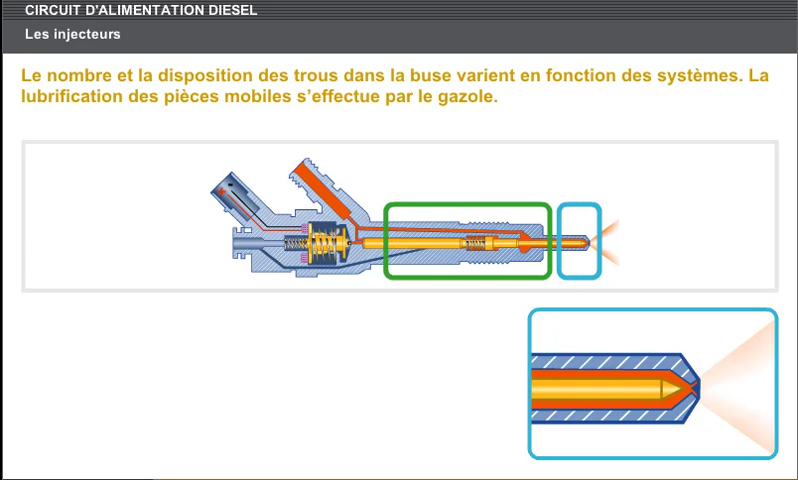 CIRCUIT D'ALIMENTATION DIESEL
Les injecteurs
Le nombre et la disposition des trous dans la buse varient en fonction des systèmes. La
lubrification des pièces mobiles s’effectue par le gazole.